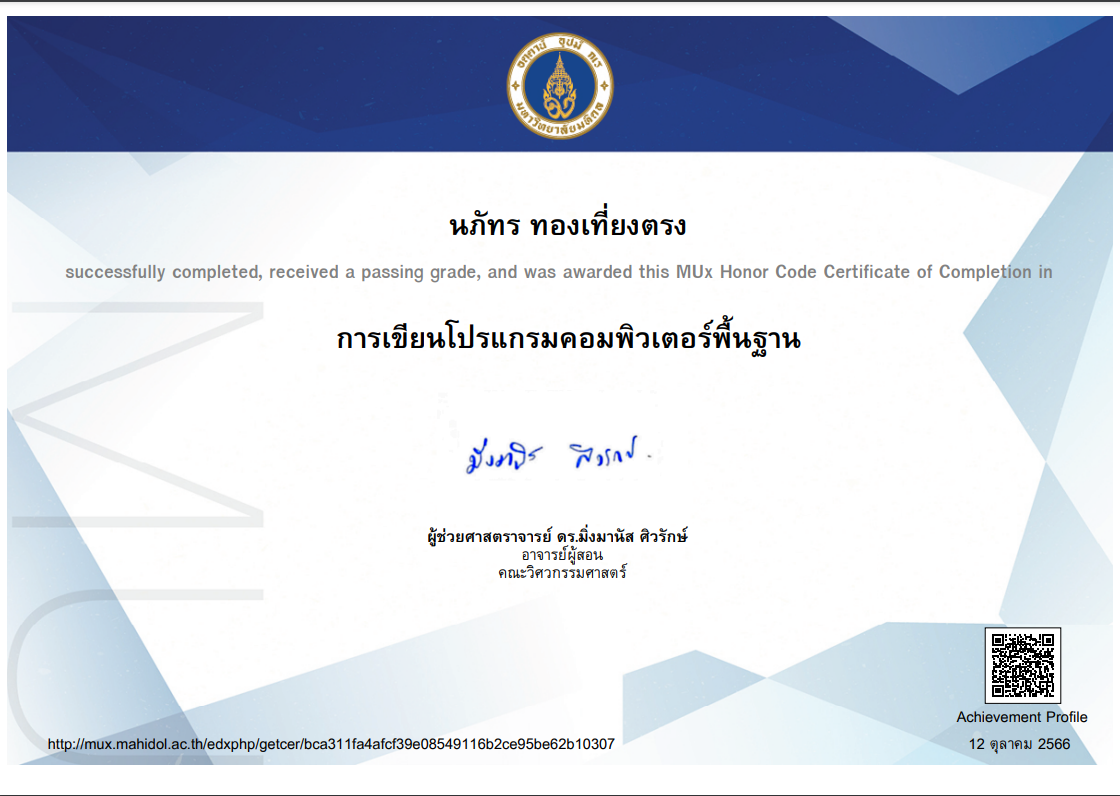 อตฺตานํ อุปมํ กเร
มหาวิทยาลัยมหิดล
นภัทร ทองเที่ยงตรง
successfully completed, received a passing grade, and was awarded this MUx Honor Code Certificate of Completion in
การเขียนโปรแกรมคอมพิวเตอร์พื้นฐาน
มิ่งมานัส ศิวรักษ์
ผู้ช่วยศาสตราจารย์ ดร.มิ่งมานัส ศิวรักษ์
อาจารย์ผู้สอน
คณะวิศวกรรมศาสตร์
Achievement Profile
http://mux.mahidol.ac.th/edxphp/getcer/bca311fa4afcf39e08549116b2ce95be62b10307
12 ตุลาคม 2566